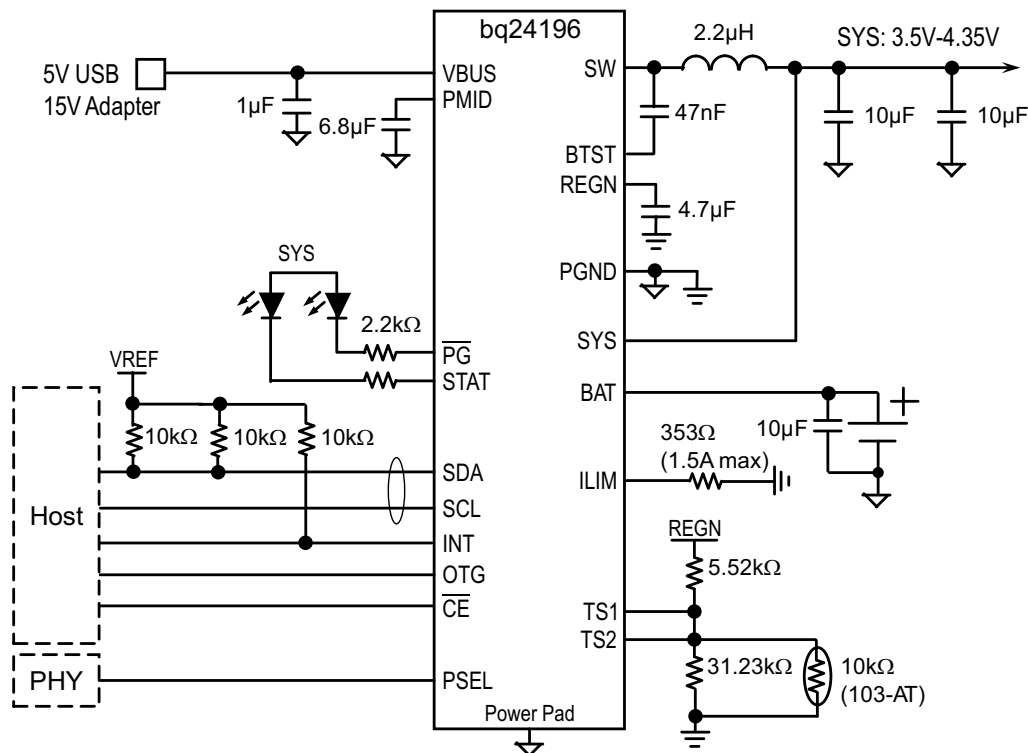 bq24196
2.2µH
SYS: 3.5V-4.35V
5V USB
15V Adapter
VBUS
SW
1µF
PMID
6.8µF
47nF
10µF
10µF
BTST
REGN
4.7µF
SYS
PGND
2.2kΩ
PG
SYS
VREF
STAT
BAT
10kΩ
10kΩ
10kΩ
353Ω
(1.5A max)
10µF
+
SDA
ILIM
Host
SCL
INT
REGN
OTG
5.52kΩ
CE
TS1
TS2
PHY
PSEL
31.23kΩ
10kΩ
(103-AT)
Power Pad